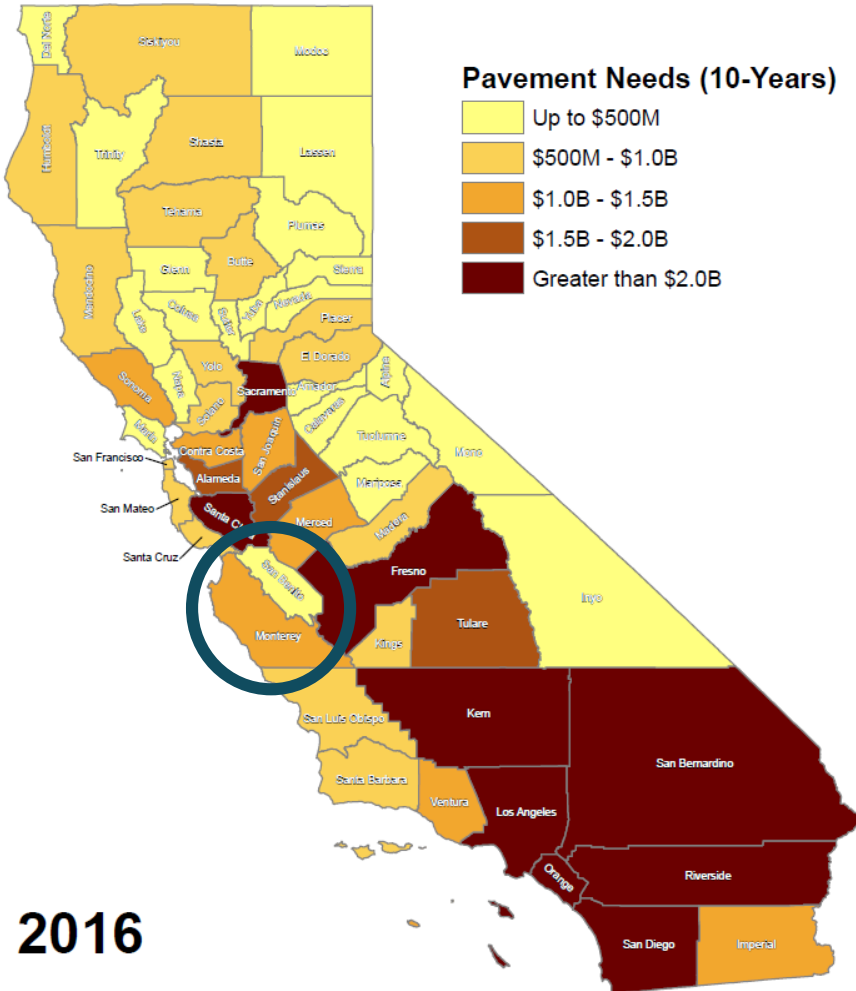 Pavement Needs (10-Years)
Up to $500M
$500M - $1.0B
$1.0B - $1.5B
$1.5B - $2.0B
Greater than $2.0B
Del Norte
Siskiyou
Modoc
Humboldt
Trinity
Shasta
Lassen
Tehama
Plumas
Mendocino
Glenn
Butte
Sierra
Lake
Colusa
Sutter
Yuba
Nevada
Placer
Sonoma
Napa
Yolo
El Dorado
Sacramento
Amador
Alpine
Solano
Marin
Calaveras
Tuolumne
Mono
San Francisco
Contra Costa
San Joaquin
Alameda
Stanislaus
Mariposa
San Mateo
Santa C
Merced
Madera
Santa Cruz
San Benito
Fresno
Inyo
Monterey
Kings
Tulare
San Luis Obispo
Kern
San Bernardino
Santa Barbara
Ventura
Los Angeles
Orange
Riverside
San Diego
Imperial
2016